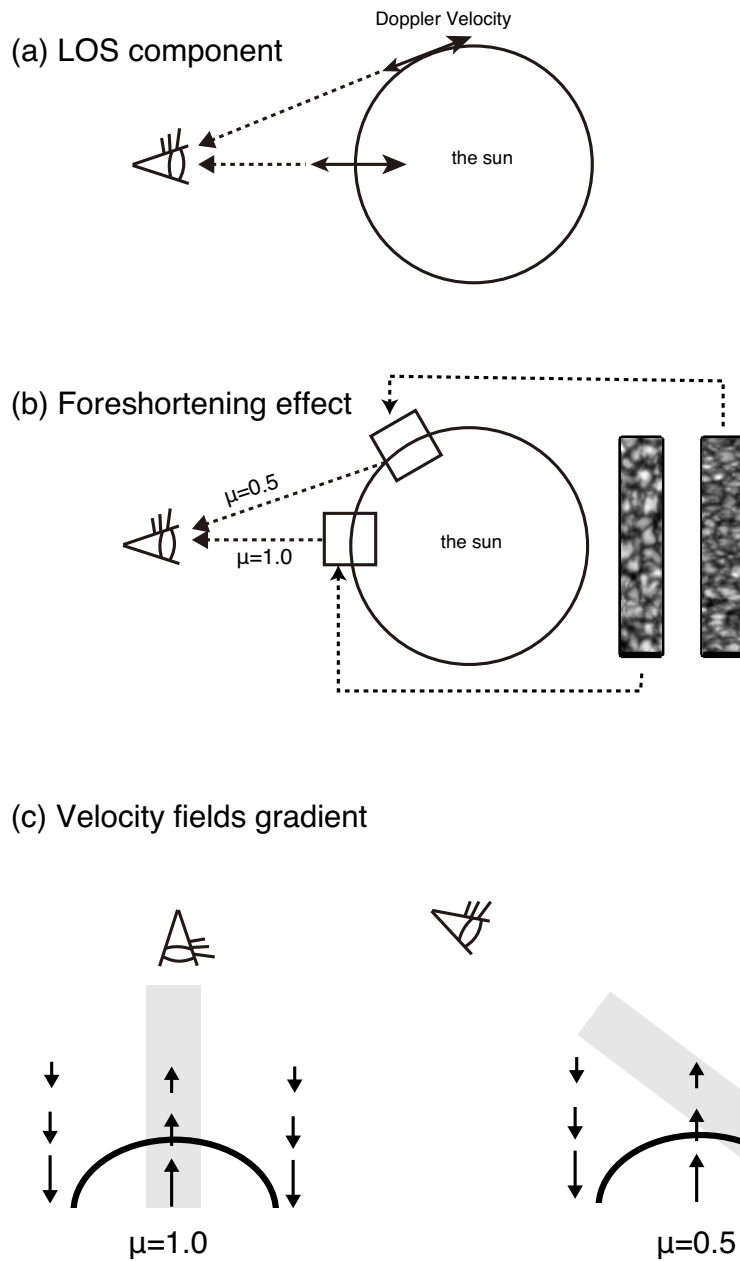 Doppler Velocity
(a) LOS component
the sun
(b) Foreshortening effect
μ=0.5
μ=1.0
the sun
(c) Velocity fields gradient
μ=1.0
μ=0.5